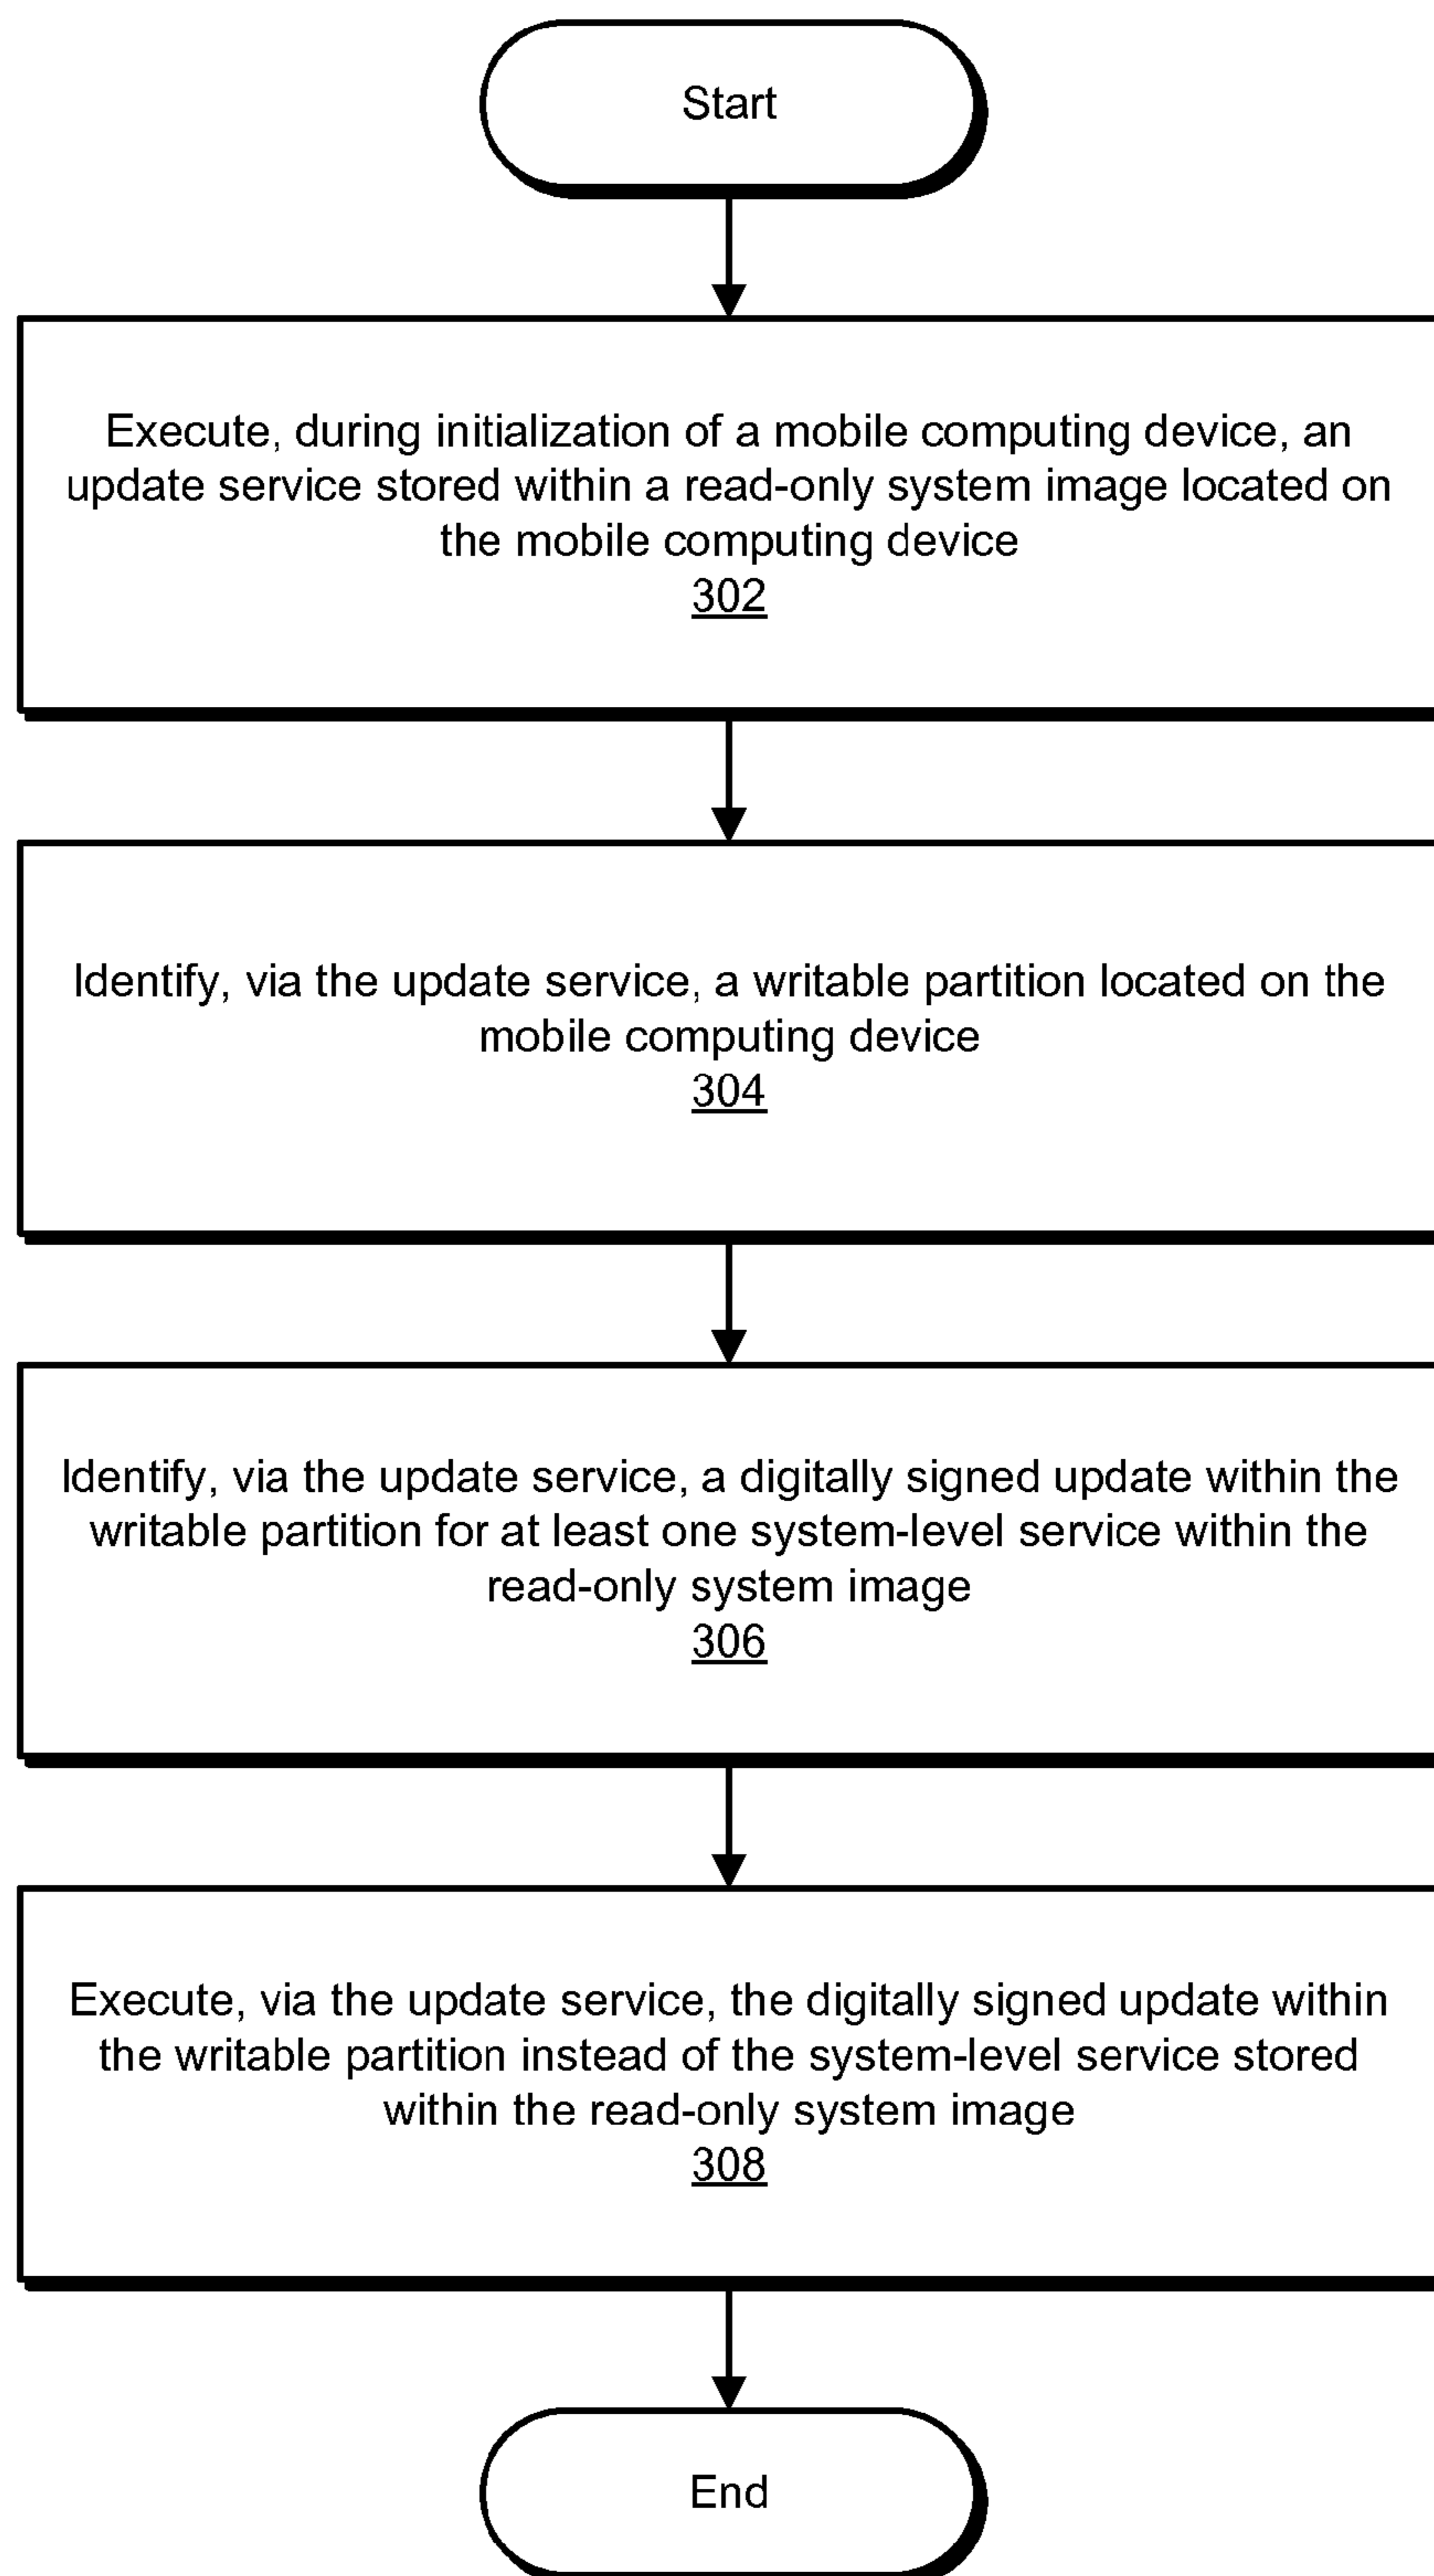 Start
Execute, during initialization of a mobile computing device, an
update service stored within a read-only system image located on
the mobile computing device
302
Identify, via the update service, a writable partition located on the
mobile computing device
304
Identify, via the update service, a digitally signed update within the
writable partition for at least one system-level service within the
read-only system image
306
Execute, via the update service, the digitally signed update within
the writable partition instead of the system-level service stored
within the read-only system image
308
End